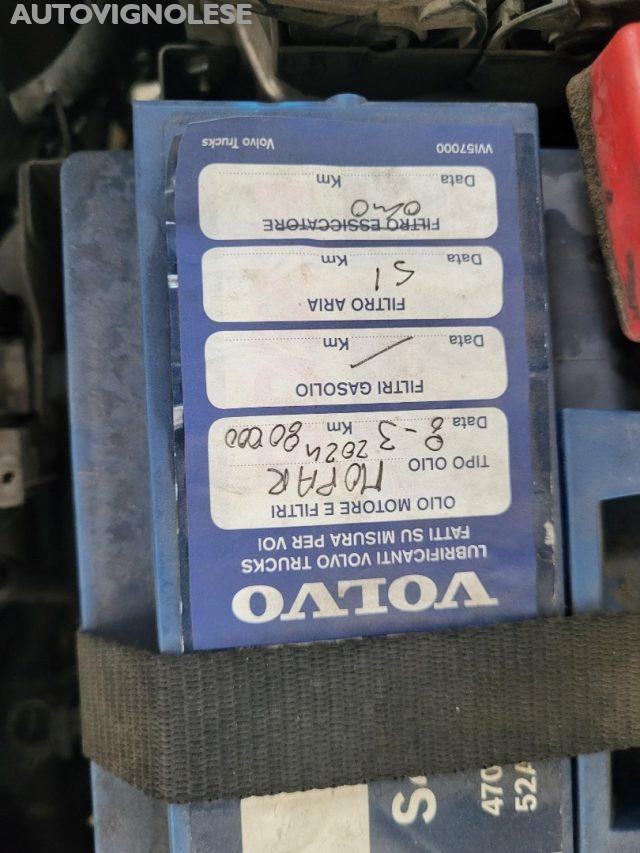 AUTOVIGNOLESE
VOLVO
LUBRIFICANTI VOLVO TRUCKS
FATTI SU MISURA PER VOI
OLIO MOTORE E FILTRI
TIPO OLIO MOPAR
Data 8-3 2024 Km 80000
FILTRI GASOLIO
Data Km
FILTRO ARIA
SI
Data Km
FILTRO ESSICCATORE
Data Km
VVI57000 Volvo Trucks
470
52A